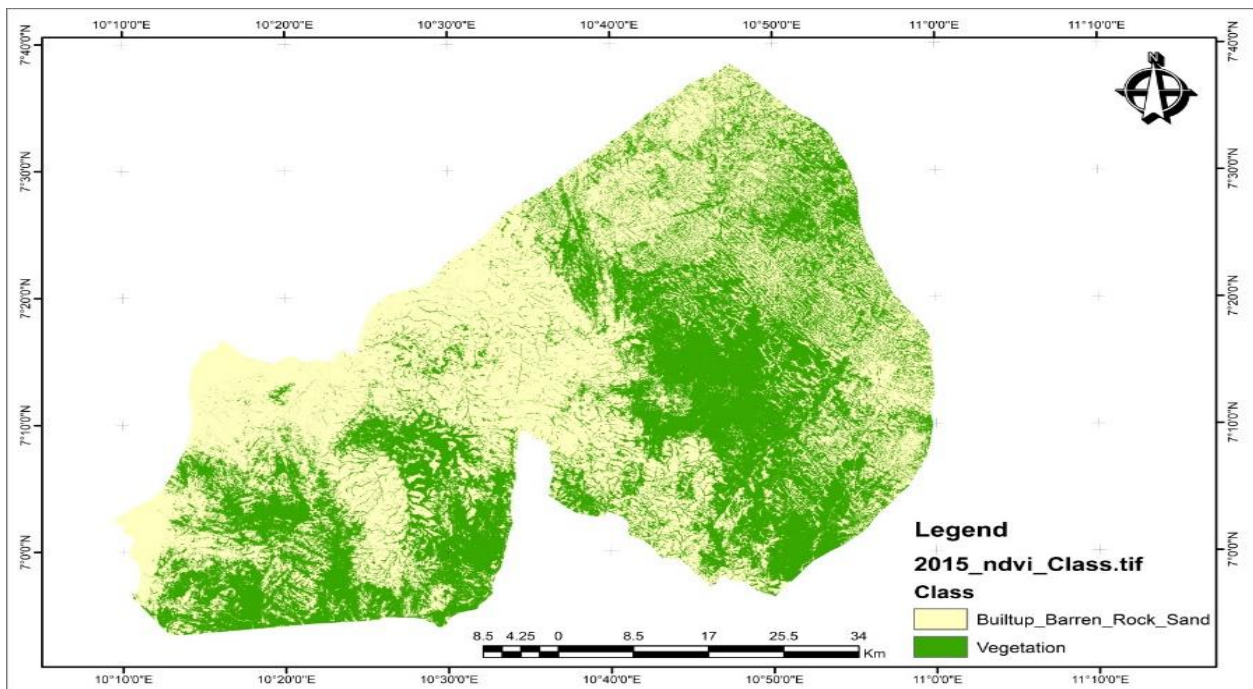 10°10'0"E 10°20'0"E 10°30'0"E 10°40'0"E 10°50'0"E 11°0'0"E 11°10'0"E
7°40'0"N 7°40'0"N
N
7°30'0"N 7°30'0"N
7°20'0"N 7°20'0"N
7°10'0"N 7°10'0"N
7°0'0"N 7°0'0"N
Legend
2015_ndvi_Class.tif
Class
Builtup_Barren_Rock_Sand
Vegetation
8.5 4.25 0 8.5 17 25.5 34
Km
10°10'0"E 10°20'0"E 10°30'0"E 10°40'0"E 10°50'0"E 11°0'0"E 11°10'0"E